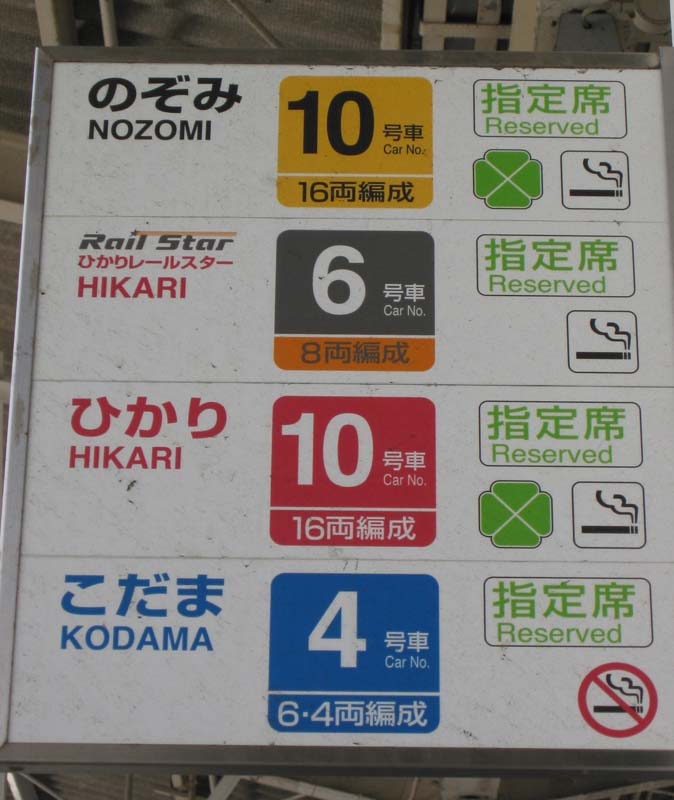 のぞみ
NOZOMI
10
号車
Car No.
16両編成
指定席
Reserved
Rail Star
ひかりレールスター
HIKARI
6
号車
Car No.
8両編成
指定席
Reserved
ひかり
HIKARI
10
号車
Car No.
16両編成
指定席
Reserved
こだま
KODAMA
4
号車
Car No.
6·4両編成
指定席
Reserved